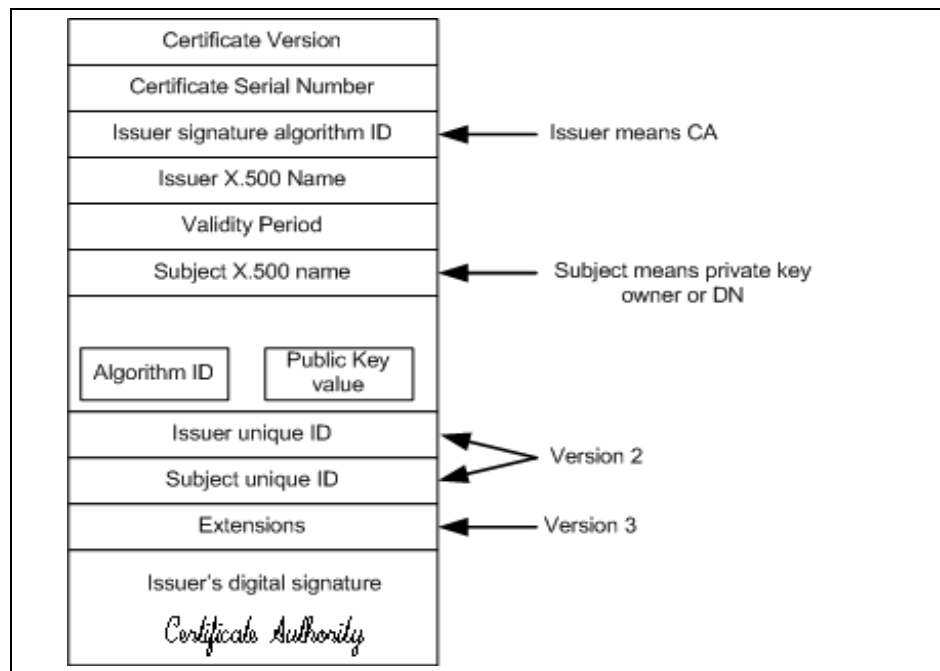 Certificate Version
Certificate Serial Number
Issuer signature algorithm ID
Issuer means CA
Issuer X.500 Name
Validity Period
Subject X.500 name
Subject means private key
owner or DN
Algorithm ID
Public Key
value
Issuer unique ID
Version 2
Subject unique ID
Extensions
Version 3
Issuer's digital signature
Certificate Authority